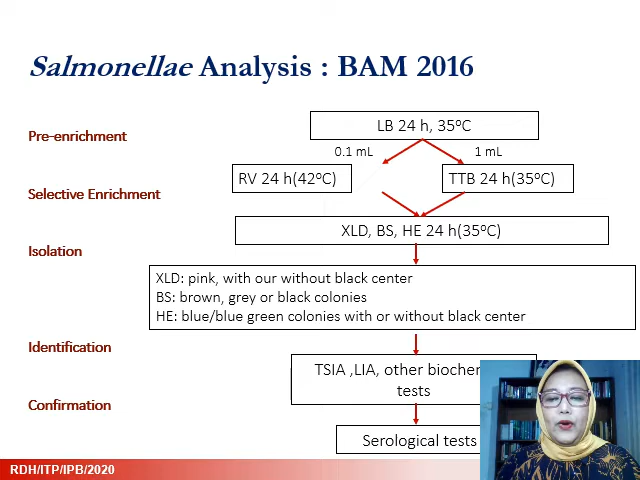 Salmonellae Analysis : BAM 2016
Pre-enrichment
LB 24 h, 35ºC
0.1 mL
1 mL
RV 24 h(42ºC)
TTB 24 h(35ºC)
Selective Enrichment
XLD, BS, HE 24 h(35ºC)
Isolation
XLD: pink, with our without black center
BS: brown, grey or black colonies
HE: blue/blue green colonies with or without black center
Identification
TSIA ,LIA, other
tests
Confirmation
Serological tests
RDH/ITP/IPB/2020